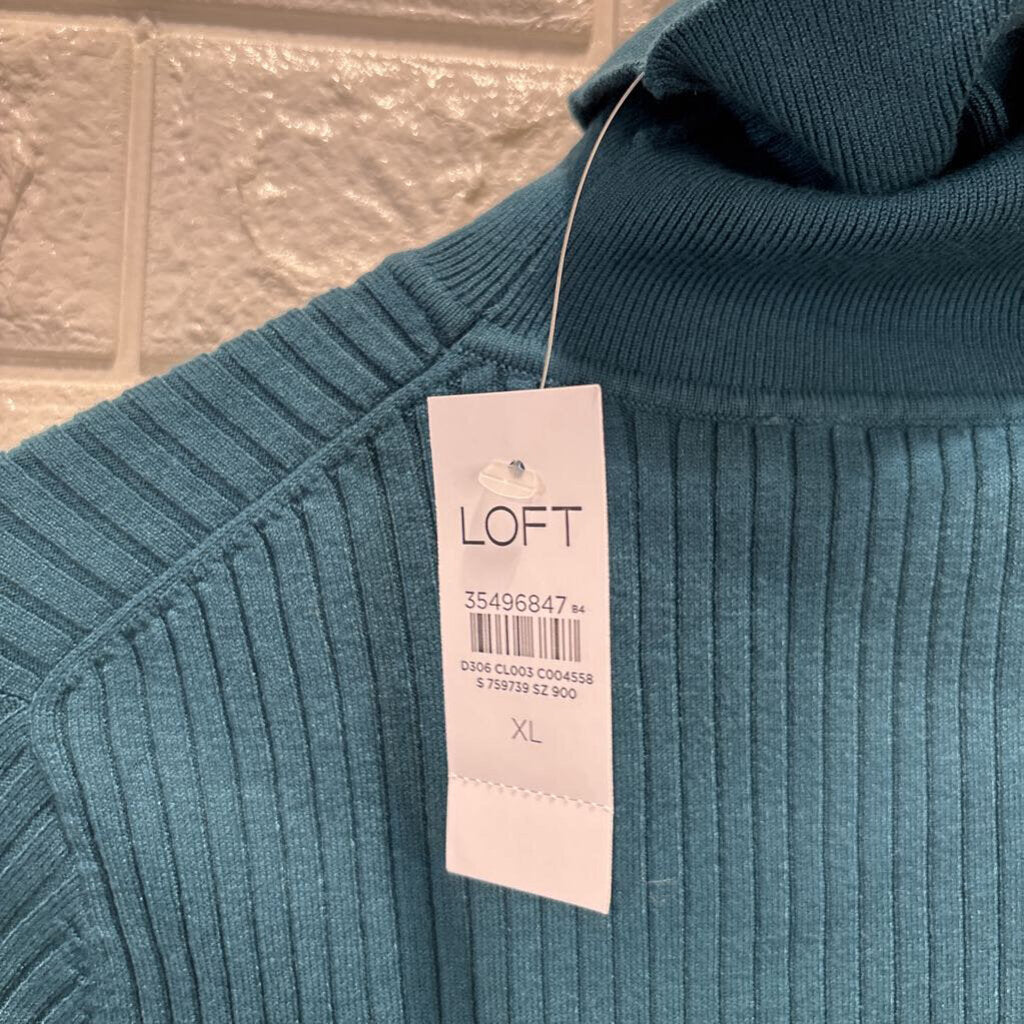 LOFT
35496847 B4
D306 CL003 C004558
S 759739 SZ 900
XL